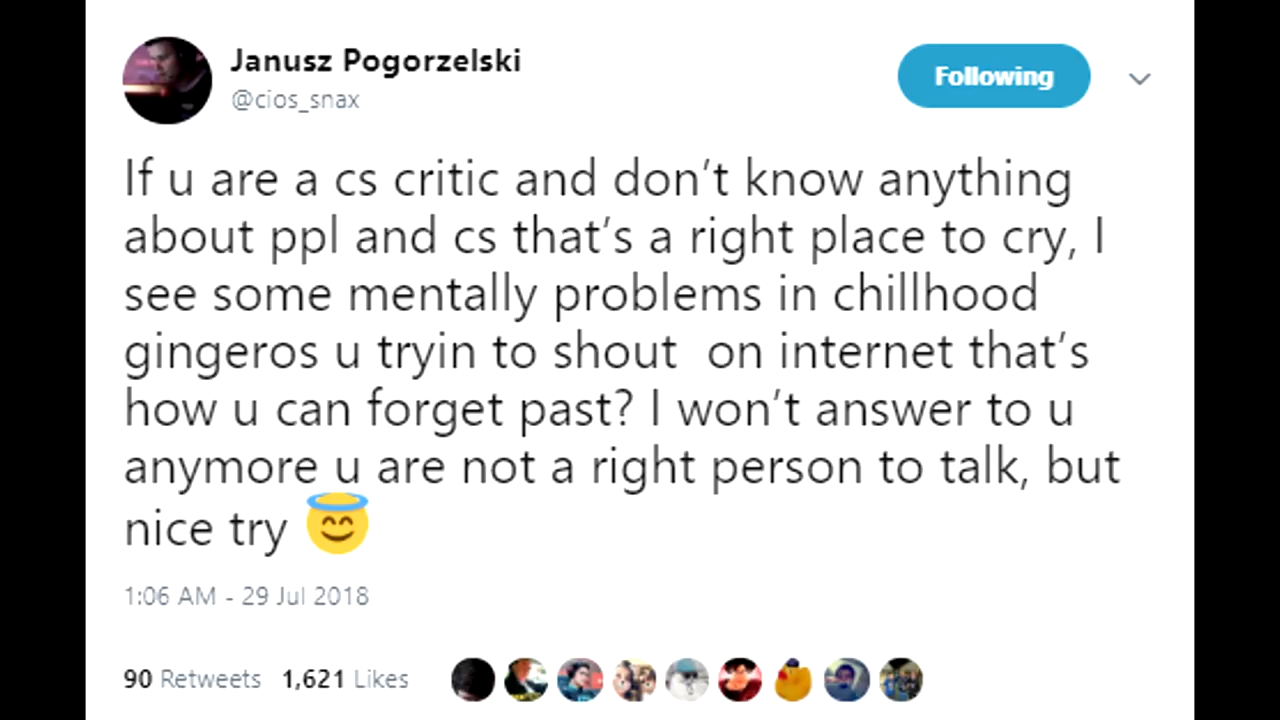 Janusz Pogorzelski
Following
@cios_snax
If u are a cs critic and don't know anything
about ppl and cs that's a right place to cry, I
see some mentally problems in chillhood
gingeros u tryin to shout  on internet that's
how u can forget past? I won't answer to u
anymore u are not a right person to talk, but
nice try 😇
1:06 AM - 29 Jul 2018
90 Retweets 1,621 Likes